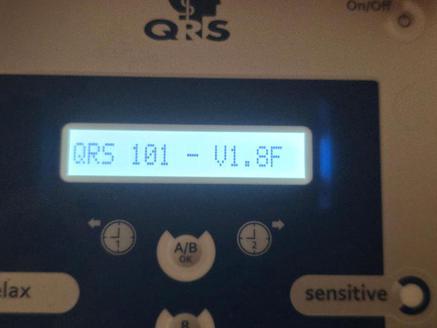 On/Off
QRS
QRS 101 - V1.8F
1
A/B
OK
2
elax
sensitive
B